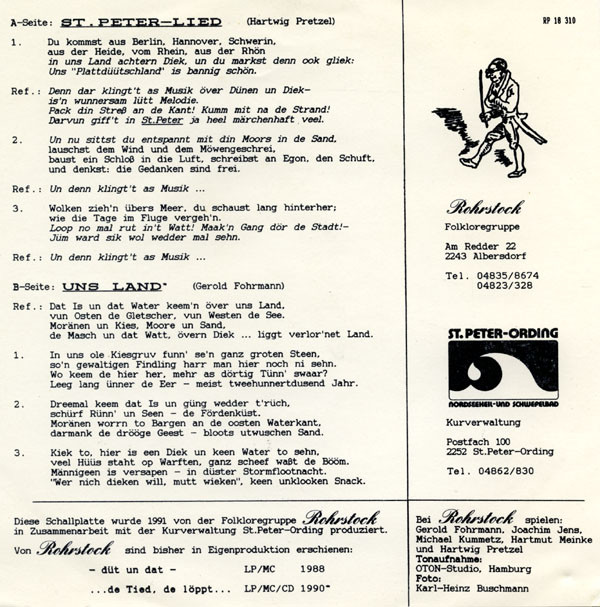 A-Seite: ST.PETER-LIED (Hartwig Pretzel)
1. Du kommst aus Berlin, Hannover, Schwerin,
aus der Heide, vom Rhein, aus der Rhön
in uns Land achtern Diek, un du markst denn ook gliek:
Uns "Plattdüütschland" is bannig schön.
Ref.: Denn dar klingt't as Musik över Dünen un Diek-
is'n wunnersam lütt Melodie.
Pack din Streß an de Kant! Kumm mit na de Strand!
Darvun giff't in St.Peter ja heel märchenhaft veel.
2. Un nu sittst du entspannt mit din Moors in de Sand,
lauschst dem Wind und dem Möwengeschrei,
baust ein Schloß in die Luft, schreibst an Egon, den Schuft,
und denkst: die Gedanken sind frei.
Ref.: Un denn klingt't as Musik ...
3. Wolken zieh'n übers Meer, du schaust lang hinterher;
wie die Tage im Fluge vergeh'n.
Loop no mal rut in't Watt! Maak'n Gang dör de Stadt!-
Jüm ward sik wol wedder mal sehn.
Ref.: Un denn klingt't as Musik ...
B-Seite: UNS LAND" (Gerold Fohrmann)
Ref.: Dat Is un dat Water keem'n över uns Land,
vun Osten de Gletscher, vun Westen de See.
Moränen un Kies, Moore un Sand,
de Masch un dat Watt, övern Diek ... liggt verlor'net Land.
1. In uns ole Kiesgruv funn' se'n ganz groten Steen,
so'n gewaltigen Findling harr man hier noch ni sehn.
Wo keem de hier her, mehr as dörtig Tünn' swaar?
Leeg lang ünner de Eer - meist tweehunnertdusend Jahr.
2. Dreemal keem dat Is un güng wedder t'rüch,
schürf Rünn' un Seen - de Fördenküst.
Moränen worrn to Bargen an de oosten Waterkant,
darmank de drööge Geest - bloots utwuschen Sand.
3. Kiek to, hier is een Diek un keen Water to sehn,
veel Hüüs staht op Warften, ganz scheef waßt de Bööm.
Männigeen is versapen - in düster Stormflootnacht.
"Wer nich dieken will, mutt wieken", keen unklooken Snack.
Diese Schallplatte wurde 1991 von der Folkloregruppe Rohrstock
in Zusammenarbeit mit der Kurverwaltung St.Peter-Ording produziert.
Von Rohrstock sind bisher in Eigenproduktion erschienen:
- düt un dat - LP/MC 1988
...de Tied, de löppt... LP/MC/CD 1990"
RP 18 310
Rohrstock
Folkloregruppe
Am Redder 22
2243 Albersdorf
Tel. 04835/8674
04823/328
ST. PETER-ORDING
NORDSEEHEIL-UND SCHWEFELBAD
Kurverwaltung
Postfach 100
2252 St.Peter-Ording
Tel. 04862/830
Bei Rohrstock spielen:
Gerold Fohrmann, Joachim Jens,
Michael Kummetz, Hartmut Meinke
und Hartwig Pretzel
Tonaufnahme:
OTON-Studio, Hamburg
Foto:
Karl-Heinz Buschmann